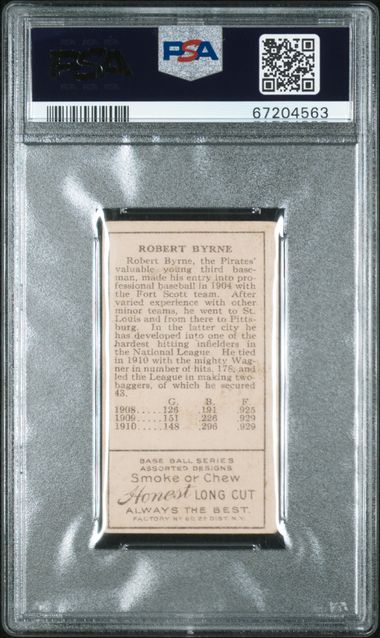 PSA
PSA
67204563
ROBERT BYRNE
Robert Byrne, the Pirates'
valuable young third base-
man, made his entry into pro-
fessional baseball in 1904 with
the Fort Scott team. After
varied experience with other
minor teams, he went to St.
Louis and from there to Pitts-
burg. In the latter city he
has developed into one of the
hardest hitting infielders in
the National League. He tied
in 1910 with the mighty Wag-
ner in number of hits, 178, and
led the League in making two-
baggers, of which he secured
43.
G. B. F.
1908.....126 .191 .925
1909.....151 .226 .929
1910.....148 .296 .929
BASE BALL SERIES
ASSORTED DESIGNS
Smoke or Chew
Honest LONG CUT
ALWAYS THE BEST.
FACTORY Nº 60 2ⁿᵈ DIST. N.Y.